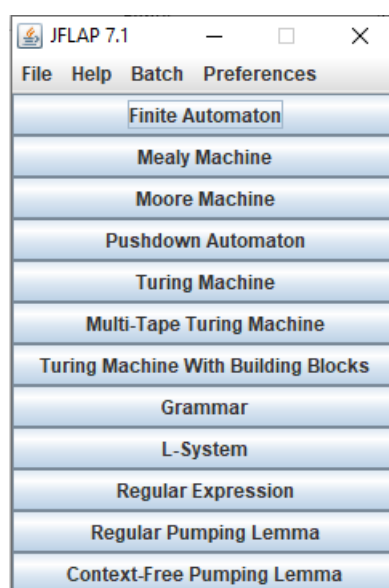 JFLAP 7.1
File Help Batch Preferences
Finite Automaton
Mealy Machine
Moore Machine
Pushdown Automaton
Turing Machine
Multi-Tape Turing Machine
Turing Machine With Building Blocks
Grammar
L-System
Regular Expression
Regular Pumping Lemma
Context-Free Pumping Lemma